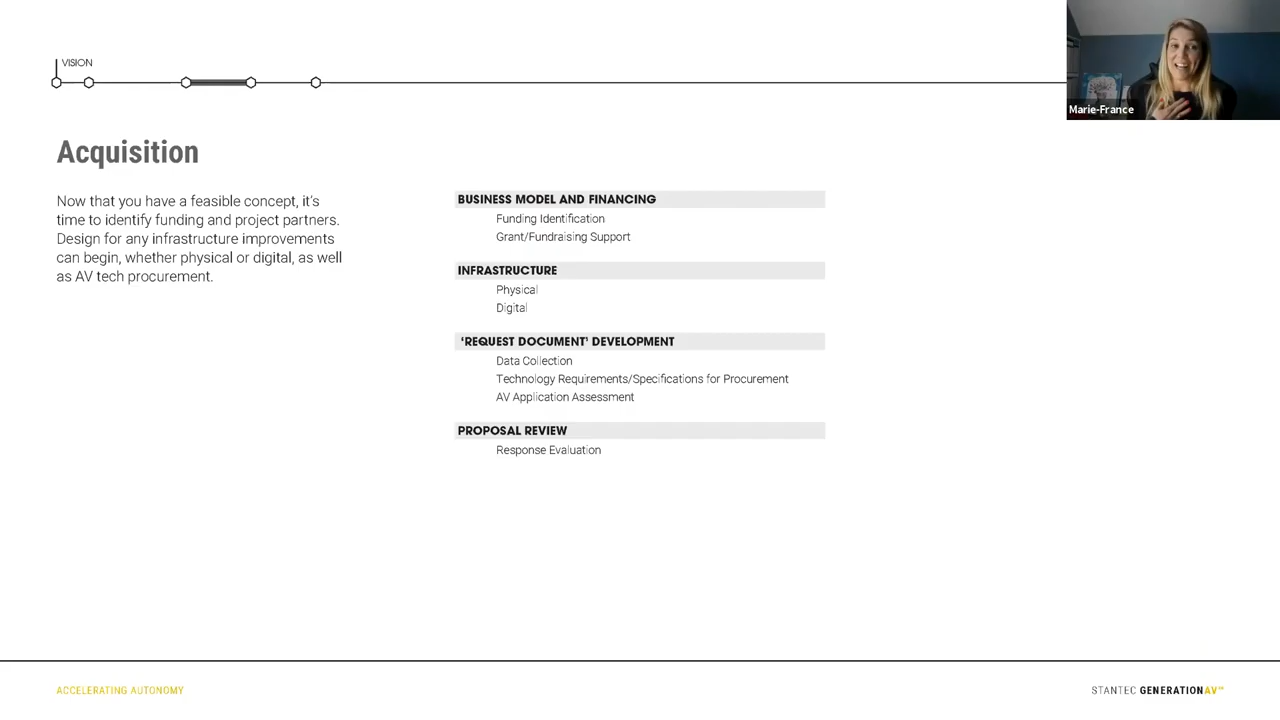 VISION
Marie-France
Acquisition
Now that you have a feasible concept, it's
time to identify funding and project partners.
Design for any infrastructure improvements
can begin, whether physical or digital, as well
as AV tech procurement.
BUSINESS MODEL AND FINANCING
Funding Identification
Grant/Fundraising Support
INFRASTRUCTURE
Physical
Digital
'REQUEST DOCUMENT' DEVELOPMENT
Data Collection
Technology Requirements/Specifications for Procurement
AV Application Assessment
PROPOSAL REVIEW
Response Evaluation
ACCELERATING AUTONOMY
STANTEC GENERATIONAV™